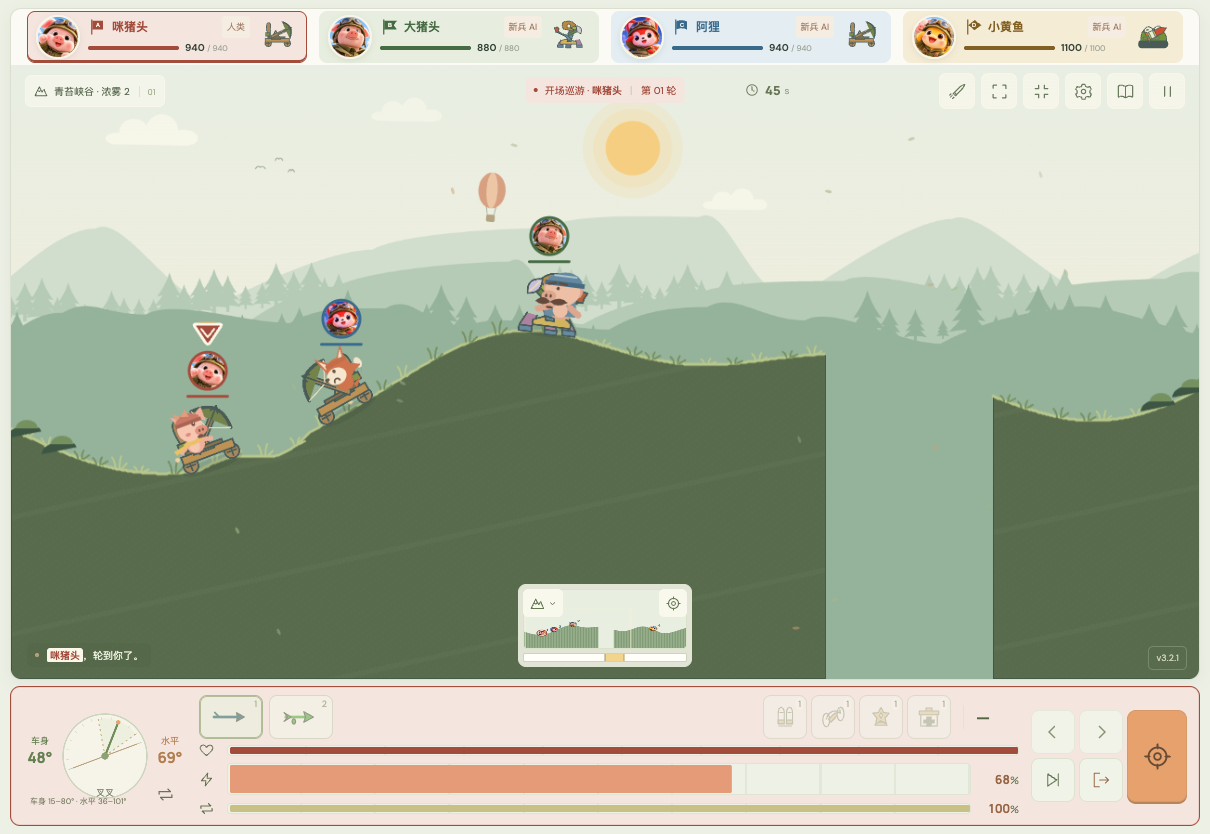 咪猪头
人类
940 / 940
大猪头
新兵 AI
880 / 880
阿狸
新兵 AI
940 / 940
小黄鱼
新兵 AI
1100 / 1100
青苔峡谷 · 浓雾 2
01
开场巡游 · 咪猪头
第 01 轮
45 s
咪猪头，轮到你了。
v3.2.1
车身
48°
水平
69°
叉叉
车身 15–80° · 水平 36–101°
1
2
1
1
1
1
68%
100%